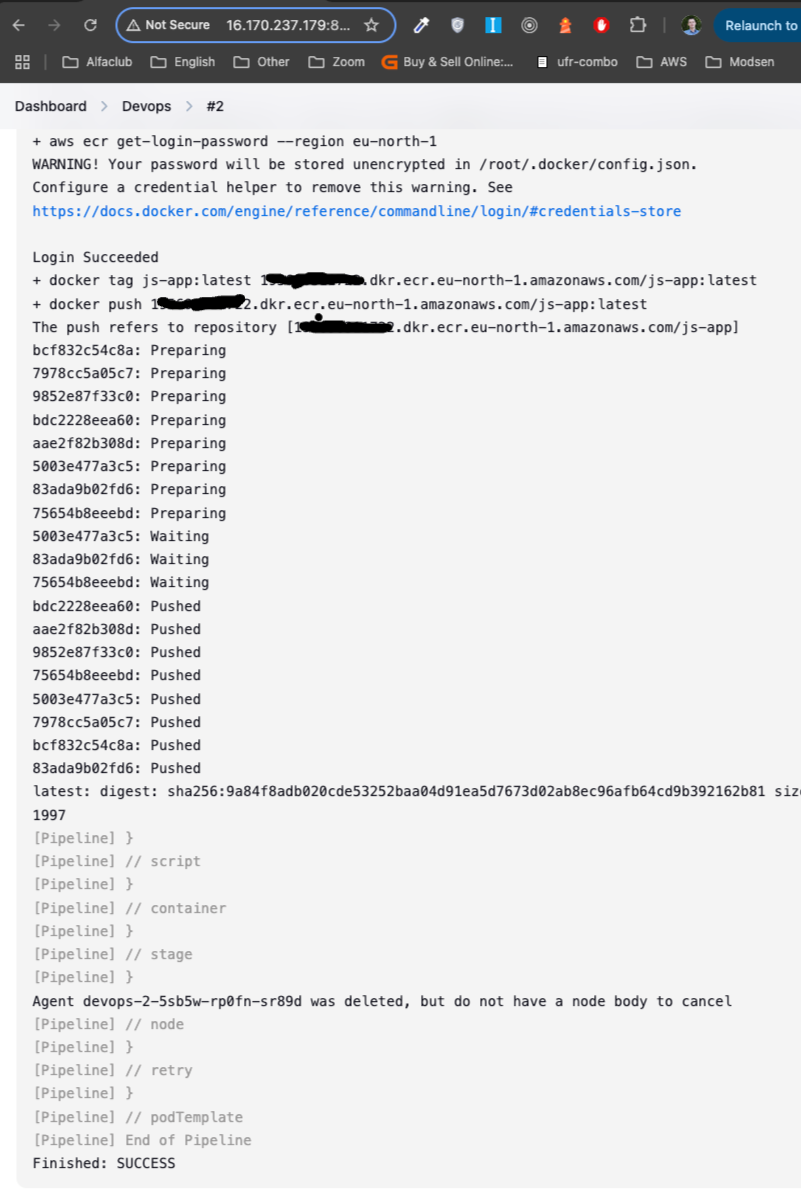 Not Secure 16.170.237.179:8... Relaunch to
Alfaclub English Other Zoom Buy & Sell Online:... ufr-combo AWS Modsen
Dashboard > Devops > #2
+ aws ecr get-login-password --region eu-north-1
WARNING! Your password will be stored unencrypted in /root/.docker/config.json.
Configure a credential helper to remove this warning. See
https://docs.docker.com/engine/reference/commandline/login/#credentials-store
Login Succeeded
+ docker tag js-app:latest .dkr.ecr.eu-north-1.amazonaws.com/js-app:latest
+ docker push .dkr.ecr.eu-north-1.amazonaws.com/js-app:latest
The push refers to repository [ .dkr.ecr.eu-north-1.amazonaws.com/js-app]
bcf832c54c8a: Preparing
7978cc5a05c7: Preparing
9852e87f33c0: Preparing
bdc2228eea60: Preparing
aae2f82b308d: Preparing
5003e477a3c5: Preparing
83ada9b02fd6: Preparing
75654b8eeebd: Preparing
5003e477a3c5: Waiting
83ada9b02fd6: Waiting
75654b8eeebd: Waiting
bdc2228eea60: Pushed
aae2f82b308d: Pushed
9852e87f33c0: Pushed
75654b8eeebd: Pushed
5003e477a3c5: Pushed
7978cc5a05c7: Pushed
bcf832c54c8a: Pushed
83ada9b02fd6: Pushed
latest: digest: sha256:9a84f8adb020cde53252baa04d91ea5d7673d02ab8ec96afb64cd9b392162b81 size
1997
[Pipeline] }
[Pipeline] // script
[Pipeline] }
[Pipeline] // container
[Pipeline] }
[Pipeline] // stage
[Pipeline] }
Agent devops-2-5sb5w-rp0fn-sr89d was deleted, but do not have a node body to cancel
[Pipeline] // node
[Pipeline] }
[Pipeline] // retry
[Pipeline] }
[Pipeline] // podTemplate
[Pipeline] End of Pipeline
Finished: SUCCESS